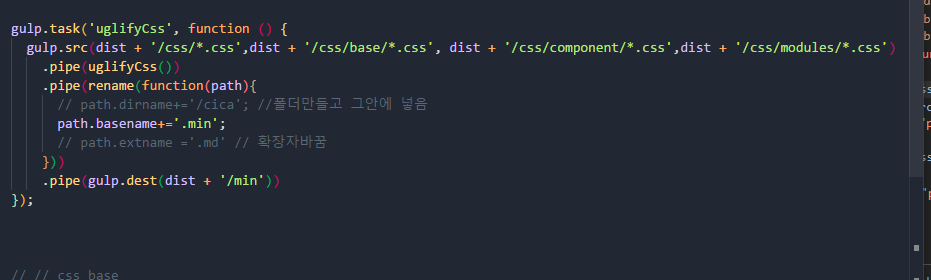 gulp.task('uglifyCss', function () {
gulp.src(dist + '/css/*.css',dist + '/css/base/*.css', dist + '/css/component/*.css',dist + '/css/modules/*.css')
.pipe(uglifyCss())
.pipe(rename(function(path){
// path.dirname+='/cica'; //폴더만들고 그안에 넣음
path.basename+='.min';
// path.extname ='.md' // 확장자바꿈
}))
.pipe(gulp.dest(dist + '/min'))
});
// // css base